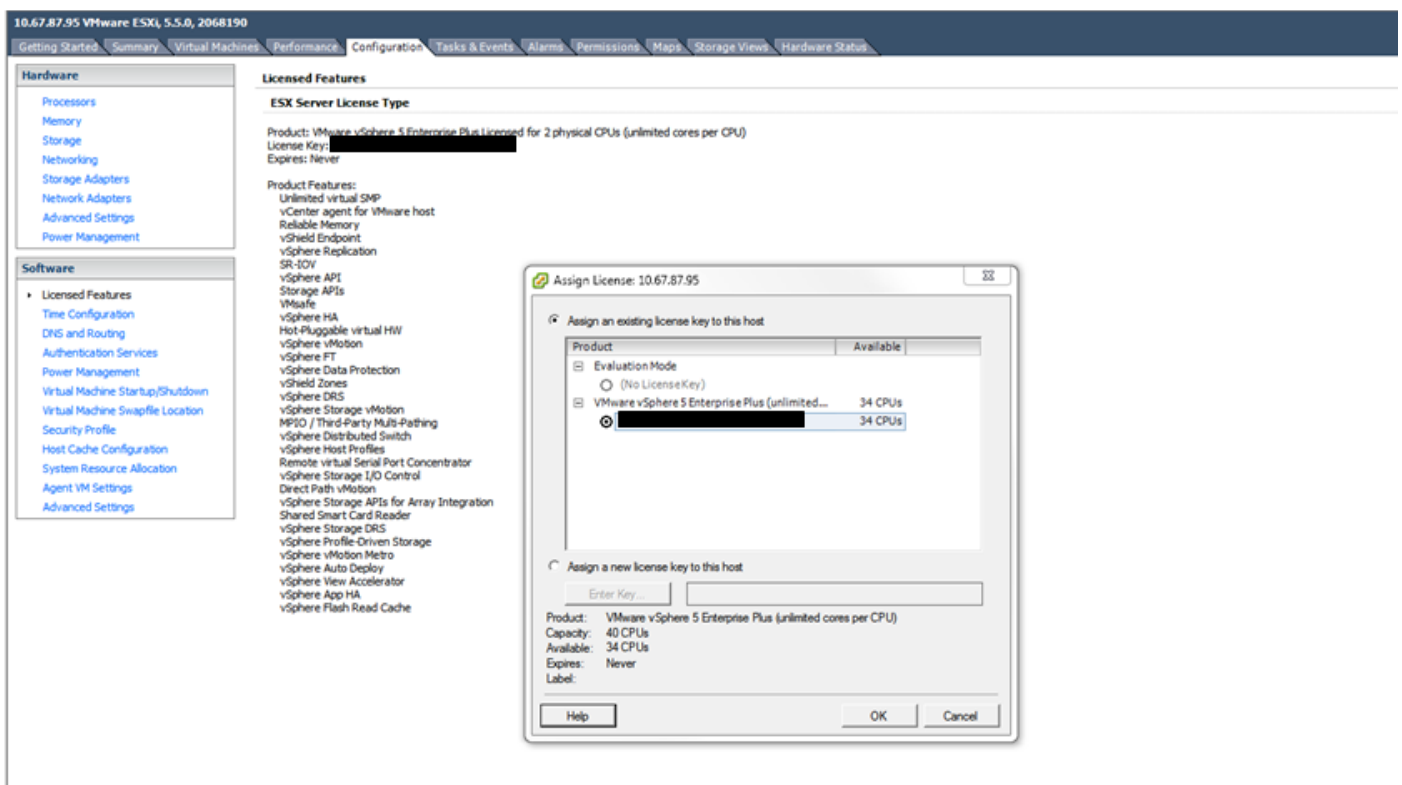 10.67.87.95 VMware ESXi, 5.5.0, 2068190
Getting Started Summary Virtual Machines Performance Configuration Tasks & Events Alarms Permissions Maps Storage Views Hardware Status
Hardware
Processors
Memory
Storage
Networking
Storage Adapters
Network Adapters
Advanced Settings
Power Management
Software
Licensed Features
Time Configuration
DNS and Routing
Authentication Services
Power Management
Virtual Machine Startup/Shutdown
Virtual Machine Swapfile Location
Security Profile
Host Cache Configuration
System Resource Allocation
Agent VM Settings
Advanced Settings
Licensed Features
ESX Server License Type
Product: VMware vSphere 5 Enterprise Plus Licensed for 2 physical CPUs (unlimited cores per CPU)
License Key:
Expires: Never
Product Features:
Unlimited virtual SMP
vCenter agent for VMware host
Reliable Memory
vShield Endpoint
vSphere Replication
SR-IOV
vSphere API
Storage APIs
VMsafe
vSphere HA
Hot-Pluggable virtual HW
vSphere vMotion
vSphere FT
vSphere Data Protection
vShield Zones
vSphere DRS
vSphere Storage vMotion
MPIO / Third-Party Multi-Pathing
vSphere Distributed Switch
vSphere Host Profiles
Remote virtual Serial Port Concentrator
vSphere Storage I/O Control
Direct Path vMotion
vSphere Storage APIs for Array Integration
Shared Smart Card Reader
vSphere Storage DRS
vSphere Profile-Driven Storage
vSphere vMotion Metro
vSphere Auto Deploy
vSphere View Accelerator
vSphere App HA
vSphere Flash Read Cache
Assign License: 10.67.87.95
Assign an existing license key to this host
Product Available
Evaluation Mode
(No License Key)
VMware vSphere 5 Enterprise Plus (unlimited... 34 CPUs
34 CPUs
Assign a new license key to this host
Enter Key...
Product: VMware vSphere 5 Enterprise Plus (unlimited cores per CPU)
Capacity: 40 CPUs
Available: 34 CPUs
Expires: Never
Label:
Help OK Cancel